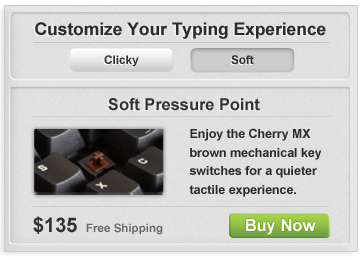 Customize Your Typing Experience
Clicky Soft
Soft Pressure Point
Enjoy the Cherry MX
brown mechanical key
switches for a quieter
tactile experience.
$135 Free Shipping Buy Now